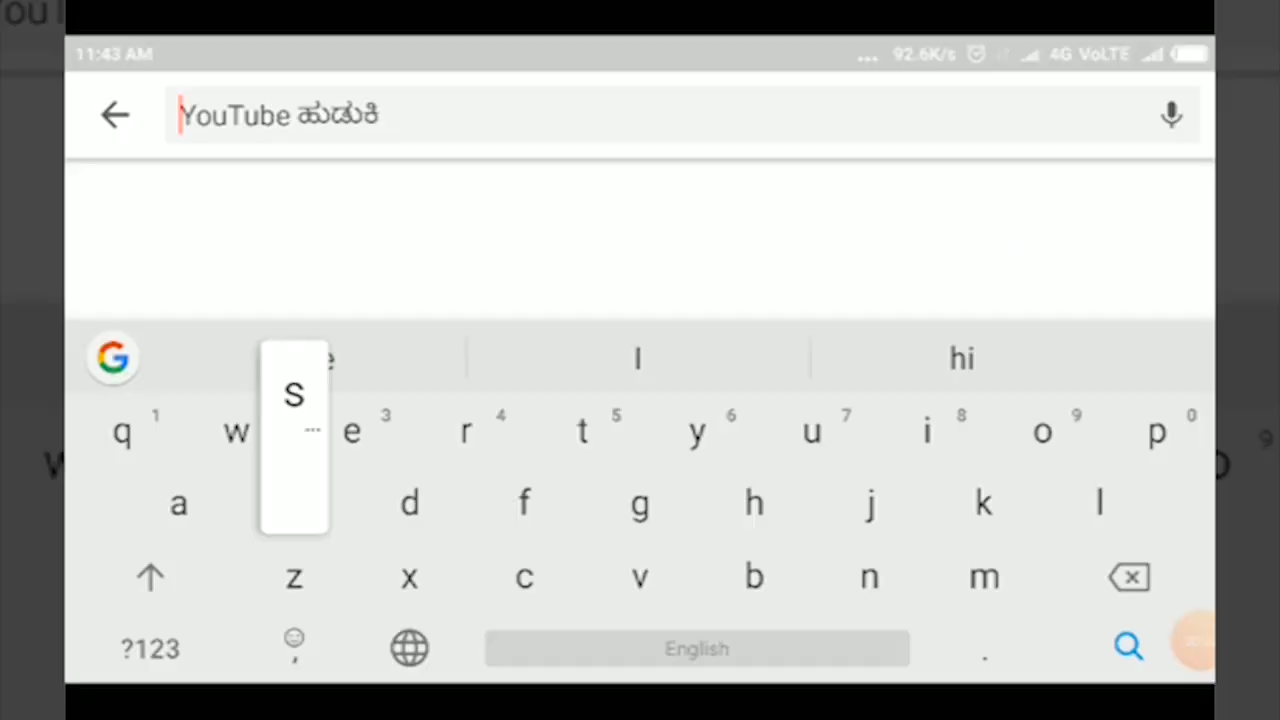 11:43 AM ... 92.6K/s 4G VoLTE
YouTube ಹುಡುಕಿ
I hi
q 1 w e 3 r 4 t 5 y 6 u 7 i 8 o 9 p 0
S ...
a d f g h j k l
z x c v b n m
?123 , English .